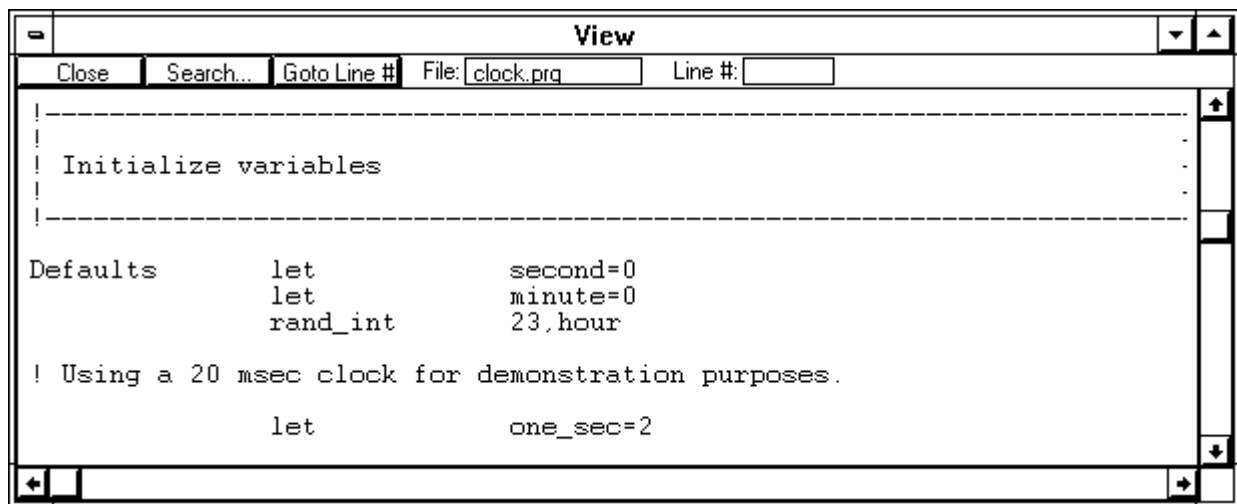 View
Close Search... Goto Line # File: clock.prg Line #:
!------------------------------------------------------------------------
! -
! Initialize variables -
! -
!------------------------------------------------------------------------
Defaults let second=0
let minute=0
rand_int 23,hour
! Using a 20 msec clock for demonstration purposes.
let one_sec=2